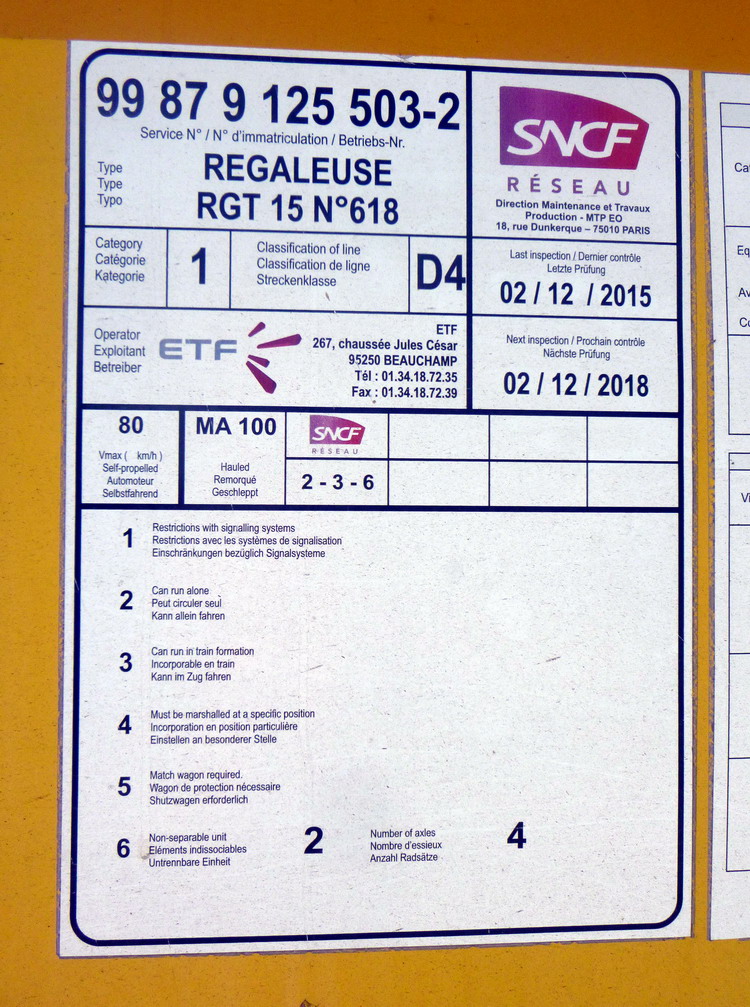 99 87 9 125 503-2
Service N° / N° d'immatriculation / Betriebs-Nr.
Type
Type
Typo
REGALEUSE
RGT 15 N°618
SNCF
RÉSEAU
Direction Maintenance et Travaux
Production - MTP EO
18, rue Dunkerque – 75010 PARIS
Category
Catégorie
Kategorie
1
Classification of line
Classification de ligne
Streckenklasse
D4
Last inspection / Dernier contrôle
Letzte Prüfung
02 / 12 / 2015
Operator
Exploitant
Betreiber
ETF
ETF
267, chaussée Jules César
95250 BEAUCHAMP
Tél : 01.34.18.72.35
Fax : 01.34.18.72.39
Next inspection / Prochain contrôle
Nächste Prüfung
02 / 12 / 2018
80
Vmax ( km/h )
Self-propelled
Automoteur
Selbstfahrend
MA 100
Hauled
Remorqué
Geschleppt
SNCF
RÉSEAU
2 - 3 - 6
1
Restrictions with signalling systems
Restrictions avec les systèmes de signalisation
Einschränkungen bezüglich Signalsysteme
2
Can run alone
Peut circuler seul
Kann allein fahren
3
Can run in train formation
Incorporable en train
Kann im Zug fahren
4
Must be marshalled at a specific position
Incorporation en position particulière
Einstellen an besonderer Stelle
5
Match wagon required.
Wagon de protection nécessaire
Shutzwagen erforderlich
6
Non-separable unit
Eléments indissociables
Untrennbare Einheit
2
Number of axles
Nombre d'essieux
Anzahl Radsätze
4